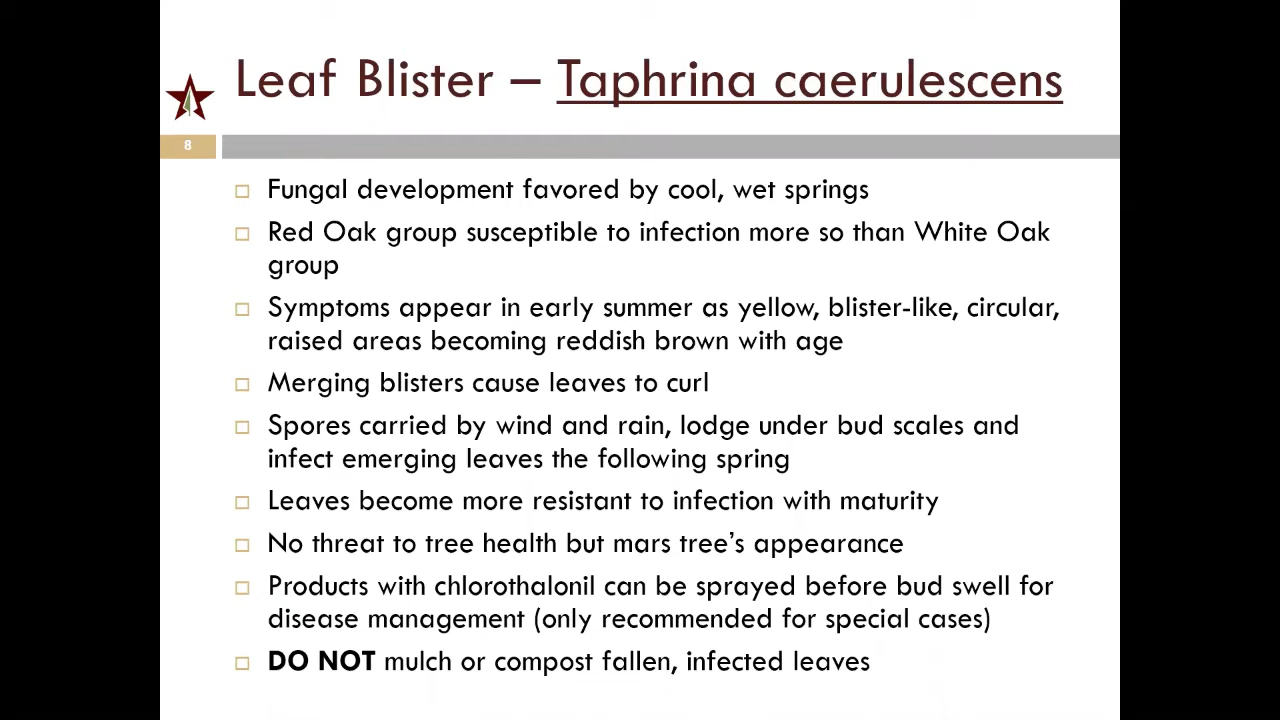 Leaf Blister – Taphrina caerulescens
8
Fungal development favored by cool, wet springs
Red Oak group susceptible to infection more so than White Oak
group
Symptoms appear in early summer as yellow, blister-like, circular,
raised areas becoming reddish brown with age
Merging blisters cause leaves to curl
Spores carried by wind and rain, lodge under bud scales and
infect emerging leaves the following spring
Leaves become more resistant to infection with maturity
No threat to tree health but mars tree’s appearance
Products with chlorothalonil can be sprayed before bud swell for
disease management (only recommended for special cases)
DO NOT mulch or compost fallen, infected leaves